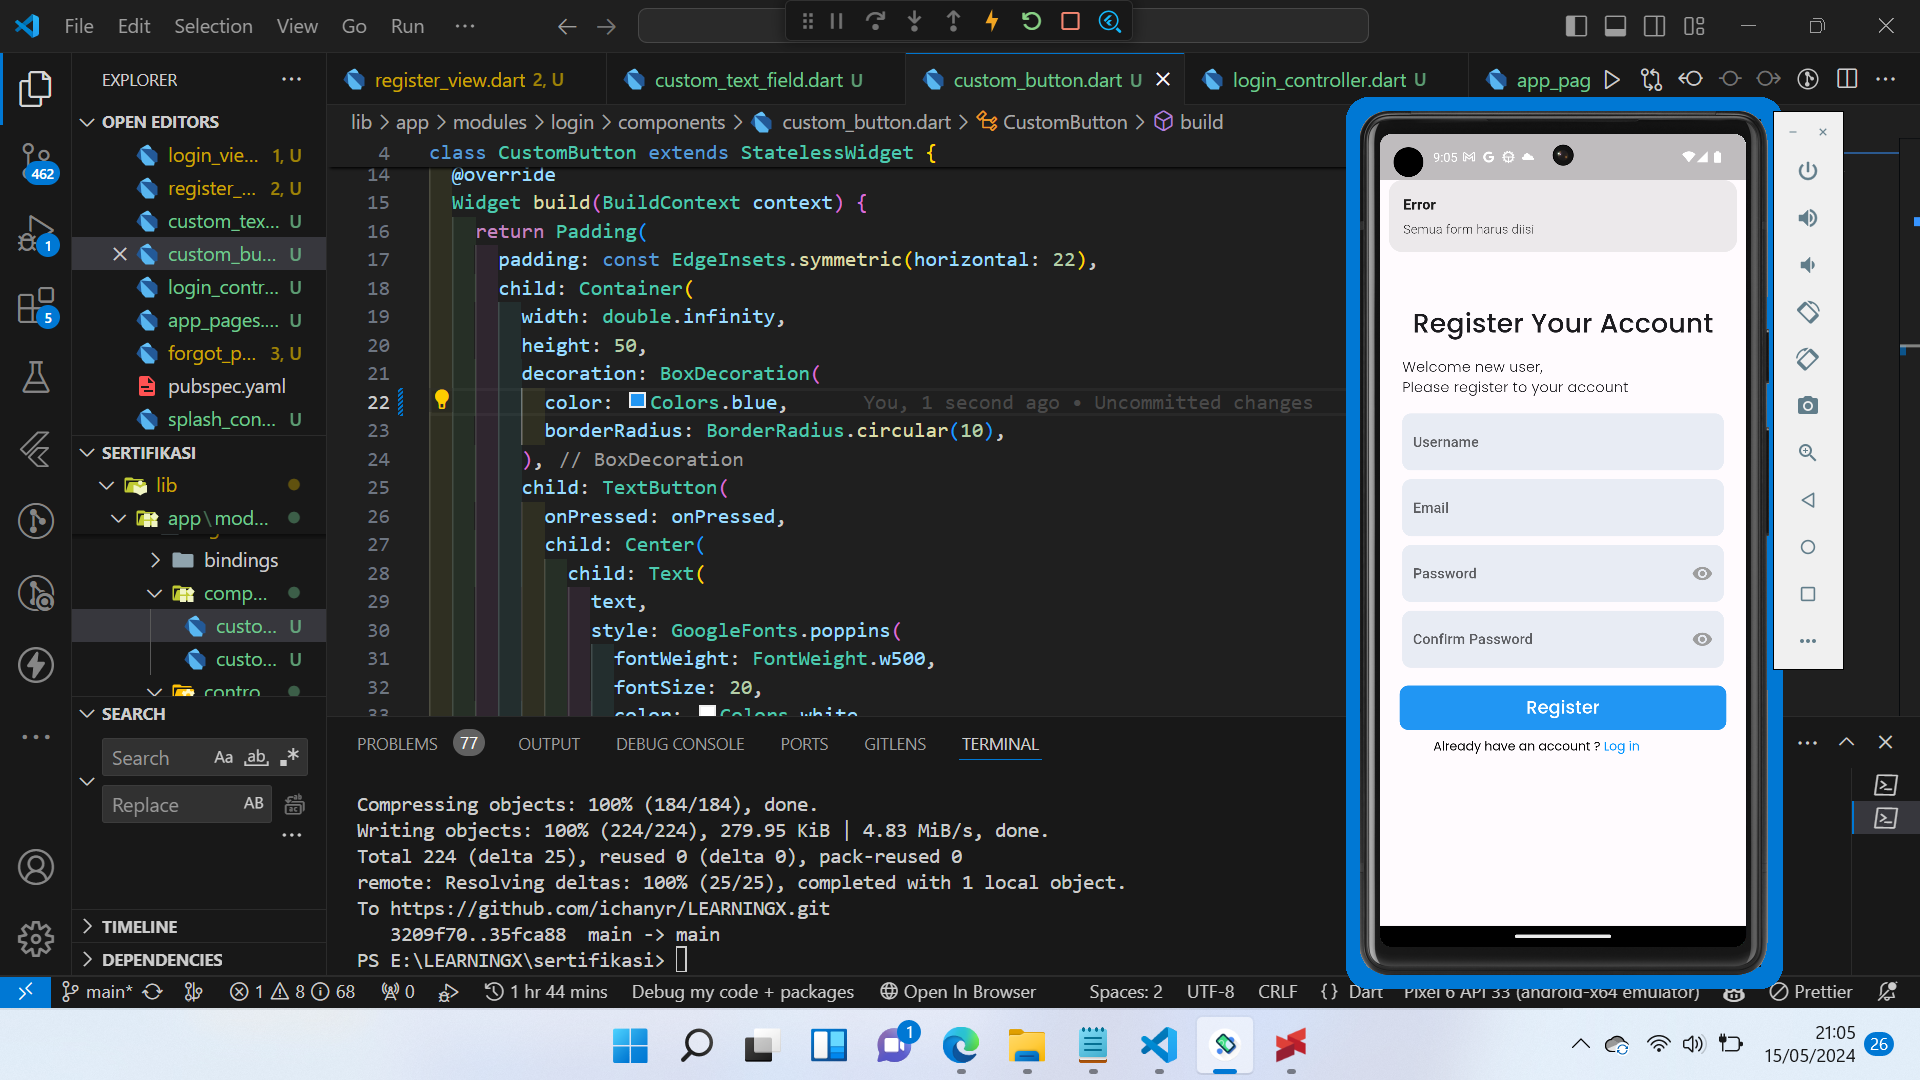 File Edit Selection View Go Run ···
EXPLORER
OPEN EDITORS
login_vie... 1, U
register_... 2, U
custom_tex... U
custom_bu... U
login_contr... U
app_pages.... U
forgot_p... 3, U
pubspec.yaml
splash_con... U
SERTIFIKASI
lib
app\mod...
bindings
comp...
custo... U
custo... U
contro
SEARCH
Search Aa ab .*
Replace AB
TIMELINE
DEPENDENCIES
462
1
5
register_view.dart 2, U
custom_text_field.dart U
custom_button.dart U
login_controller.dart U
app_pag
lib > app > modules > login > components > custom_button.dart > CustomButton > build
4 class CustomButton extends StatelessWidget {
14 @override
15 Widget build(BuildContext context) {
16 return Padding(
17 padding: const EdgeInsets.symmetric(horizontal: 22),
18 child: Container(
19 width: double.infinity,
20 height: 50,
21 decoration: BoxDecoration(
22 color: Colors.blue, You, 1 second ago • Uncommitted changes
23 borderRadius: BorderRadius.circular(10),
24 ), // BoxDecoration
25 child: TextButton(
26 onPressed: onPressed,
27 child: Center(
28 child: Text(
29 text,
30 style: GoogleFonts.poppins(
31 fontWeight: FontWeight.w500,
32 fontSize: 20,
33 color: Colors.white
PROBLEMS 77 OUTPUT DEBUG CONSOLE PORTS GITLENS TERMINAL
Compressing objects: 100% (184/184), done.
Writing objects: 100% (224/224), 279.95 KiB | 4.83 MiB/s, done.
Total 224 (delta 25), reused 0 (delta 0), pack-reused 0
remote: Resolving deltas: 100% (25/25), completed with 1 local object.
To https://github.com/ichanyr/LEARNINGX.git
3209f70..35fca88 main -> main
PS E:\LEARNINGX\sertifikasi>
9:05
Error
Semua form harus diisi
Register Your Account
Welcome new user,
Please register to your account
Username
Email
Password
Confirm Password
Register
Already have an account ? Log in
main* 1 8 68 0 1 hr 44 mins Debug my code + packages Open In Browser Spaces: 2 UTF-8 CRLF {} Dart Pixel 6 API 33 (android-x64 emulator) Prettier
1
21:05
15/05/2024
26